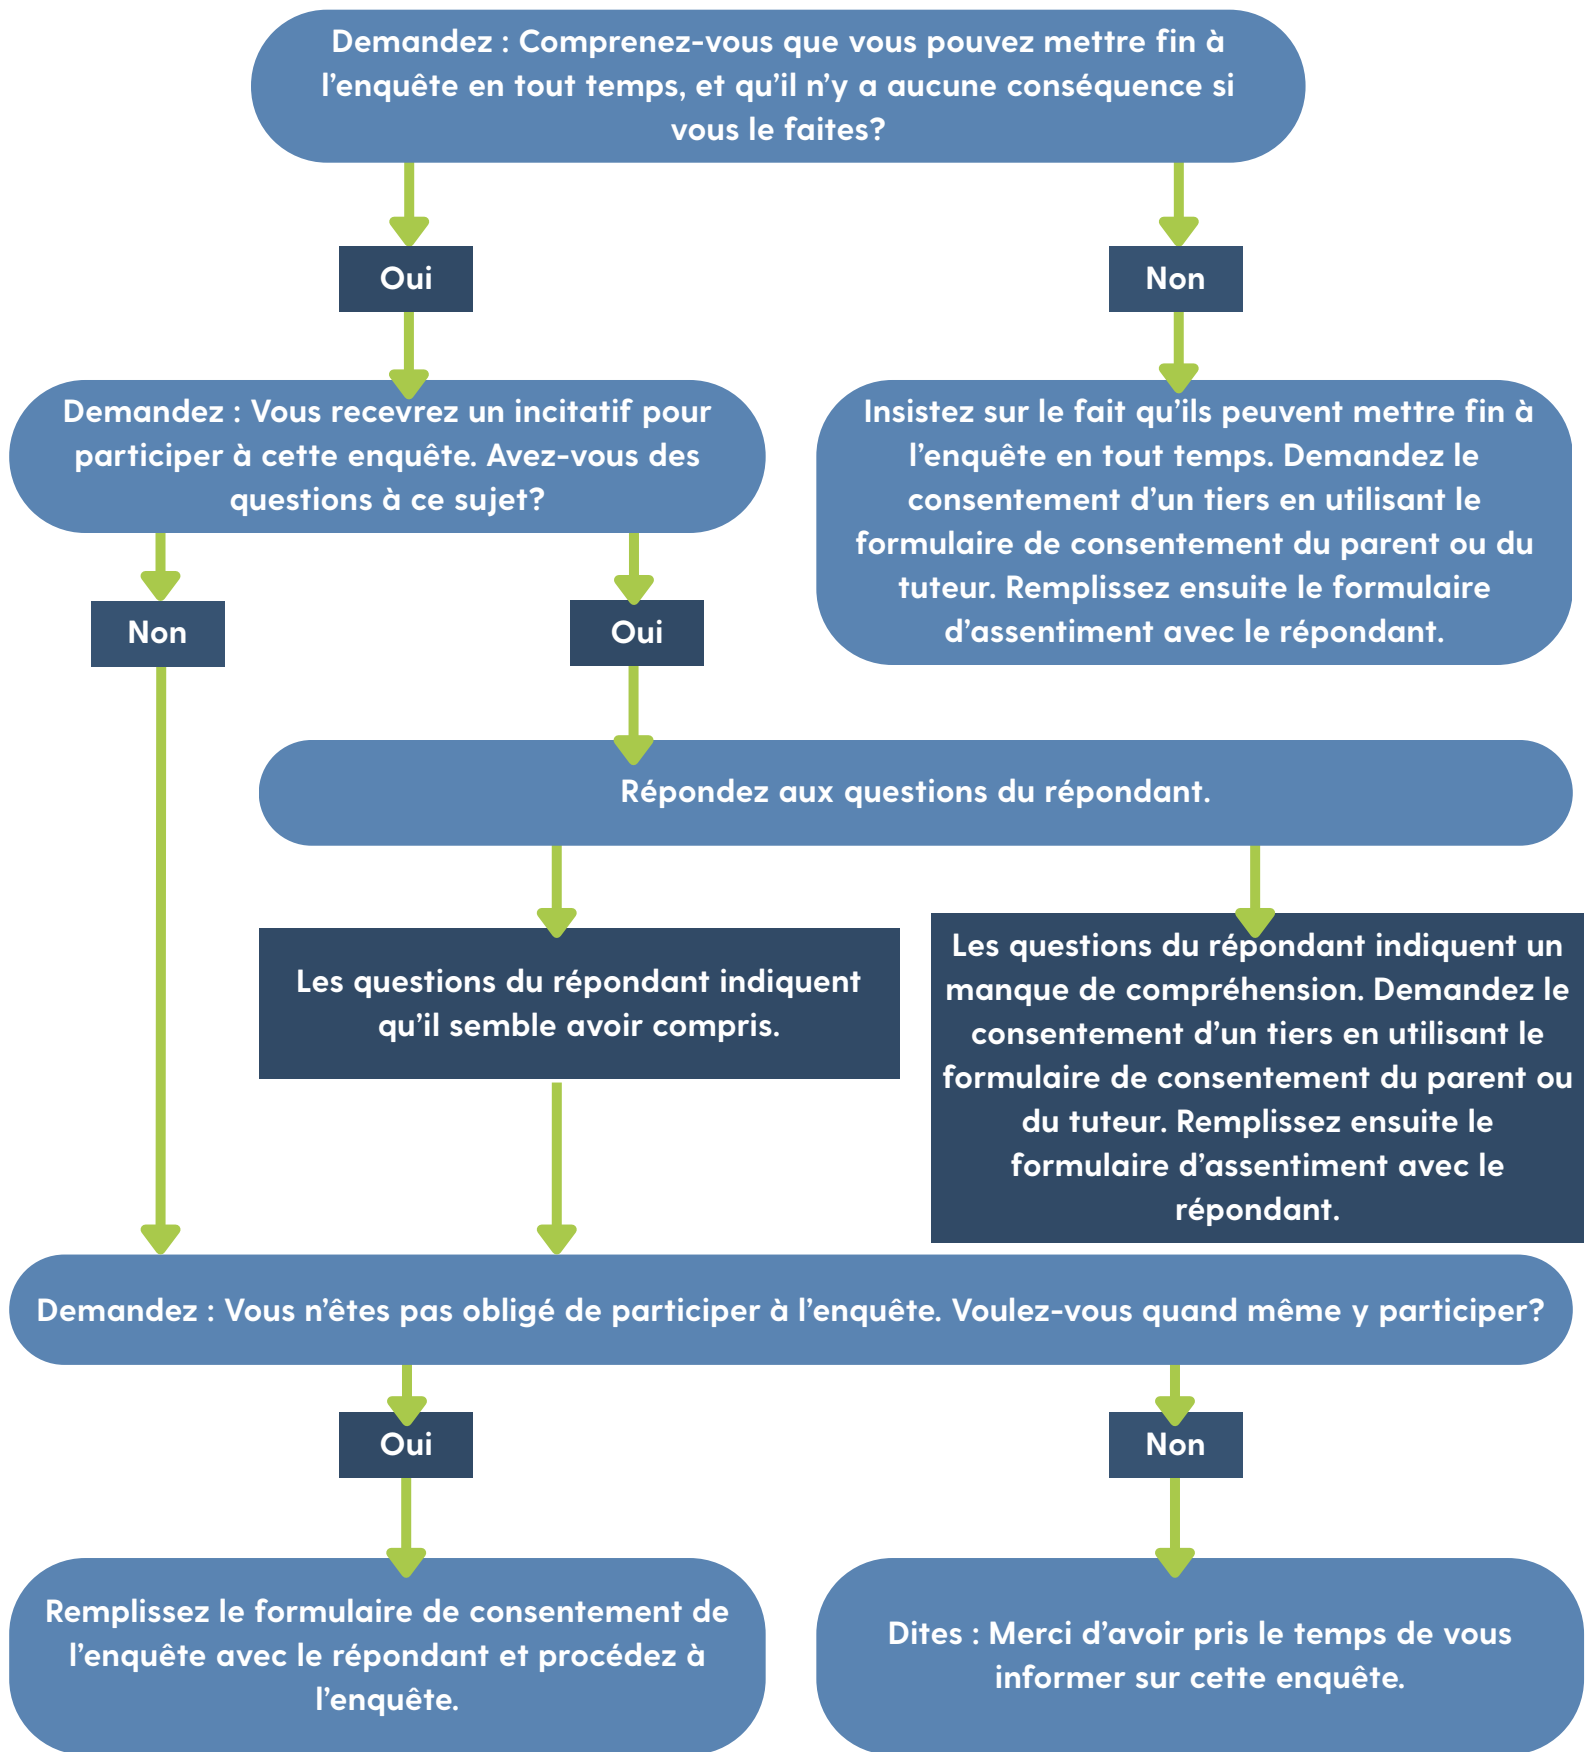 Demandez : Comprenez-vous que vous pouvez mettre fin à
l’enquête en tout temps, et qu’il n’y a aucune conséquence si
vous le faites?
Oui
Non
Demandez : Vous recevrez un incitatif pour
participer à cette enquête. Avez-vous des
questions à ce sujet?
Insistez sur le fait qu’ils peuvent mettre fin à
l’enquête en tout temps. Demandez le
consentement d’un tiers en utilisant le
formulaire de consentement du parent ou du
tuteur. Remplissez ensuite le formulaire
d’assentiment avec le répondant.
Non
Oui
Répondez aux questions du répondant.
Les questions du répondant indiquent
qu’il semble avoir compris.
Les questions du répondant indiquent un
manque de compréhension. Demandez le
consentement d’un tiers en utilisant le
formulaire de consentement du parent ou
du tuteur. Remplissez ensuite le
formulaire d’assentiment avec le
répondant.
Demandez : Vous n’êtes pas obligé de participer à l’enquête. Voulez-vous quand même y participer?
Oui
Non
Remplissez le formulaire de consentement de
l’enquête avec le répondant et procédez à
l’enquête.
Dites : Merci d’avoir pris le temps de vous
informer sur cette enquête.